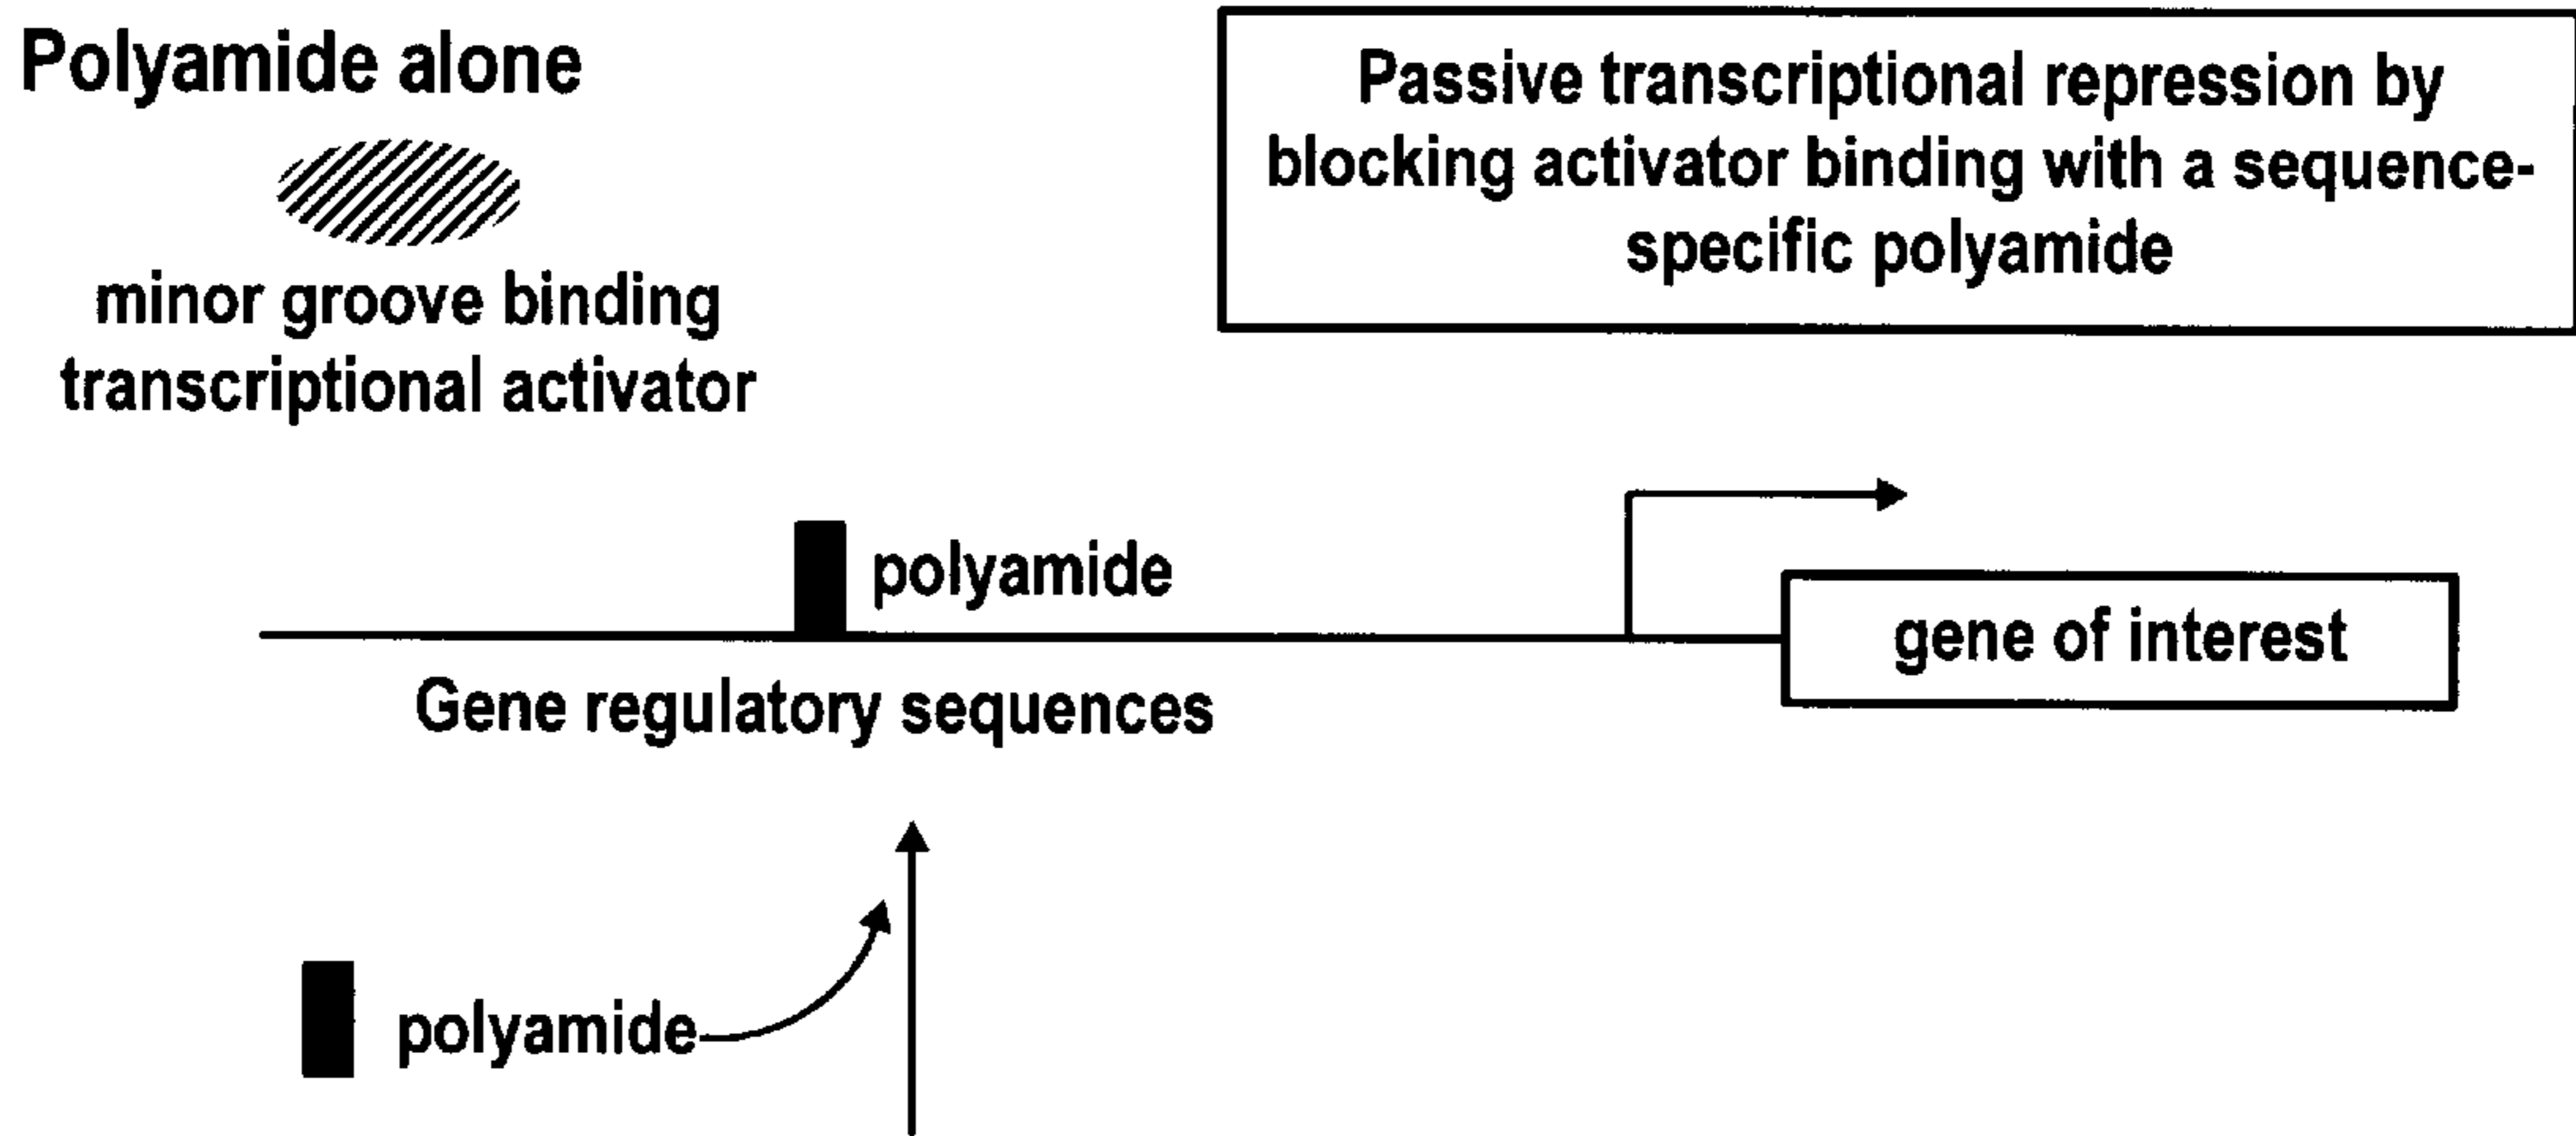 Polyamide alone
minor groove binding
transcriptional activator
Passive transcriptional repression by
blocking activator binding with a sequence-
specific polyamide
polyamide
gene of interest
Gene regulatory sequences
polyamide